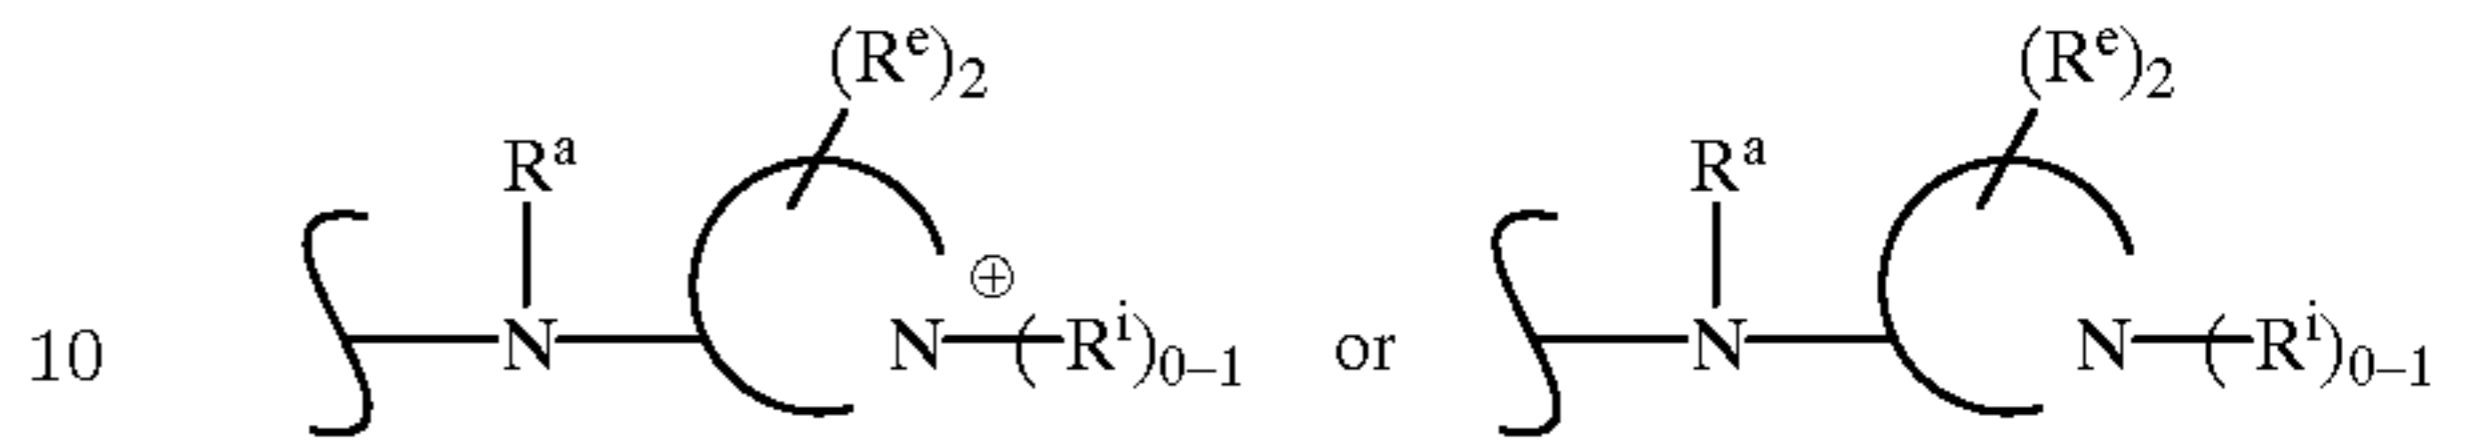 (Rᵉ)₂ (Rᵉ)₂
Rᵃ Rᵃ
⊕
10 N N (Rⁱ)₀₋₁ or N N (Rⁱ)₀₋₁